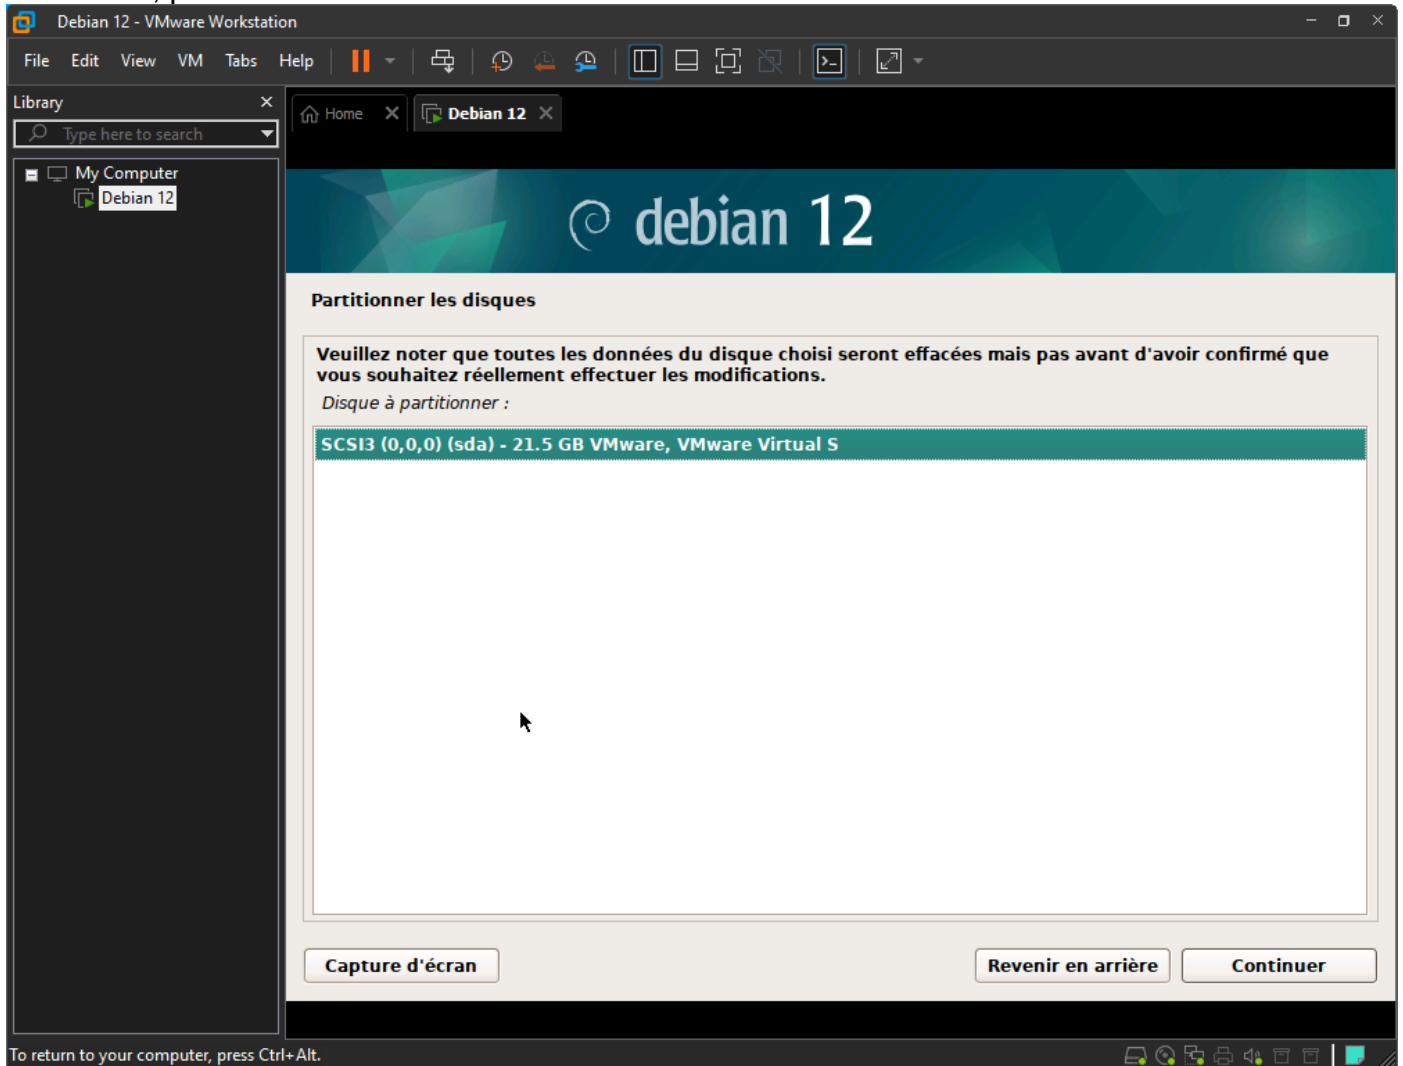 Debian 12 - VMware Workstation
File Edit View VM Tabs Help
Library
Type here to search
My Computer
Debian 12
Home
Debian 12
debian 12
Partitionner les disques
Veuillez noter que toutes les données du disque choisi seront effacées mais pas avant d'avoir confirmé que
vous souhaitez réellement effectuer les modifications.
Disque à partitionner :
SCSI3 (0,0,0) (sda) - 21.5 GB VMware, VMware Virtual S
Capture d'écran
Revenir en arrière
Continuer
To return to your computer, press Ctrl+Alt.